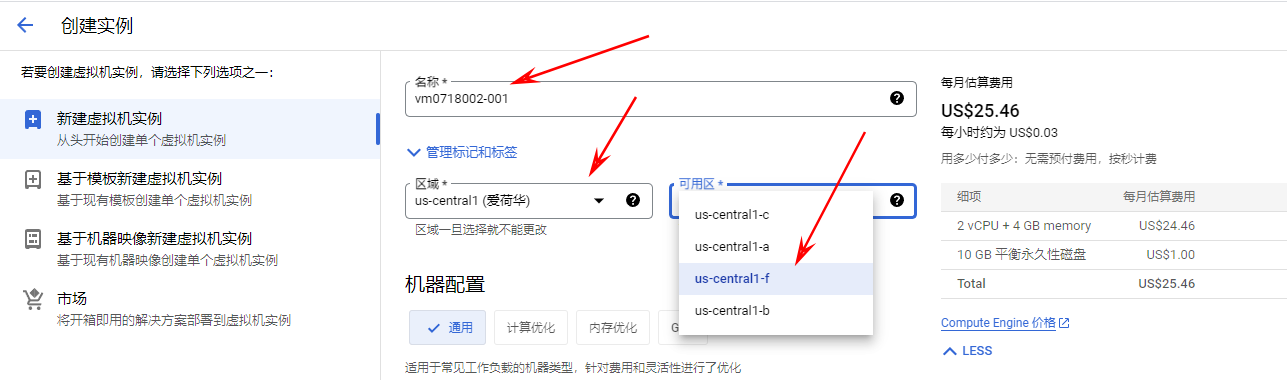 创建实例
若要创建虚拟机实例，请选择下列选项之一：
新建虚拟机实例
从头开始创建单个虚拟机实例
基于模板新建虚拟机实例
基于现有模板创建单个虚拟机实例
基于机器映像新建虚拟机实例
基于现有机器映像创建单个虚拟机实例
市场
将开箱即用的解决方案部署到虚拟机实例
名称 *
vm0718002-001
管理标记和标签
区域 *
us-central1 (爱荷华)
区域一旦选择就不能更改
可用区 *
us-central1-c
us-central1-a
us-central1-f
us-central1-b
机器配置
通用
计算优化
内存优化
G
适用于常见工作负载的机器类型，针对费用和灵活性进行了优化
每月估算费用
US$25.46
每小时约为 US$0.03
用多少付多少：无需预付费用，按秒计费
细项 每月估算费用
2 vCPU + 4 GB memory US$24.46
10 GB 平衡永久性磁盘 US$1.00
Total US$25.46
Compute Engine 价格
LESS